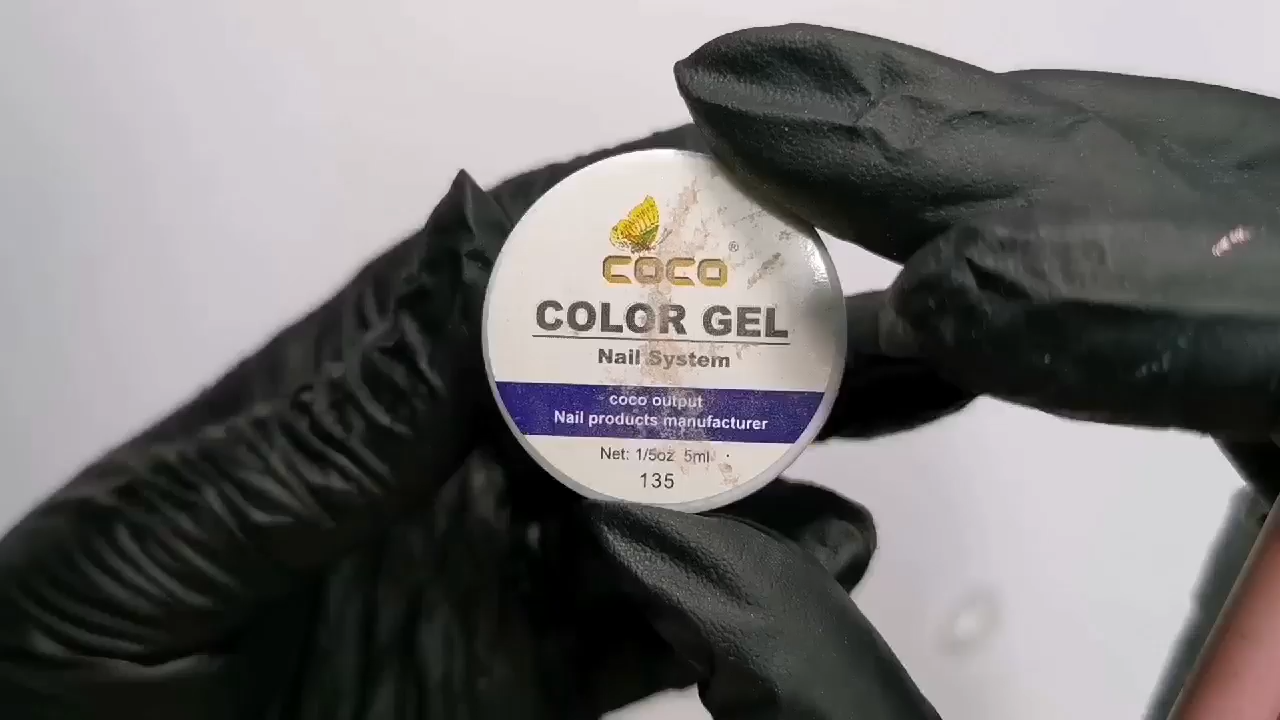 COCO
®
COLOR GEL
Nail System
coco output
Nail products manufacturer
Net: 1/5oz 5ml
135